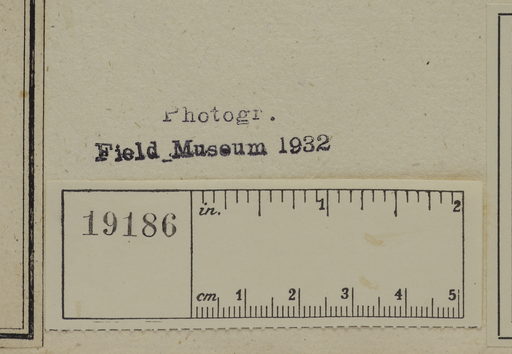 Photogr.
Field Museum 1932
19186
in. 1 2
cm 1 2 3 4 5